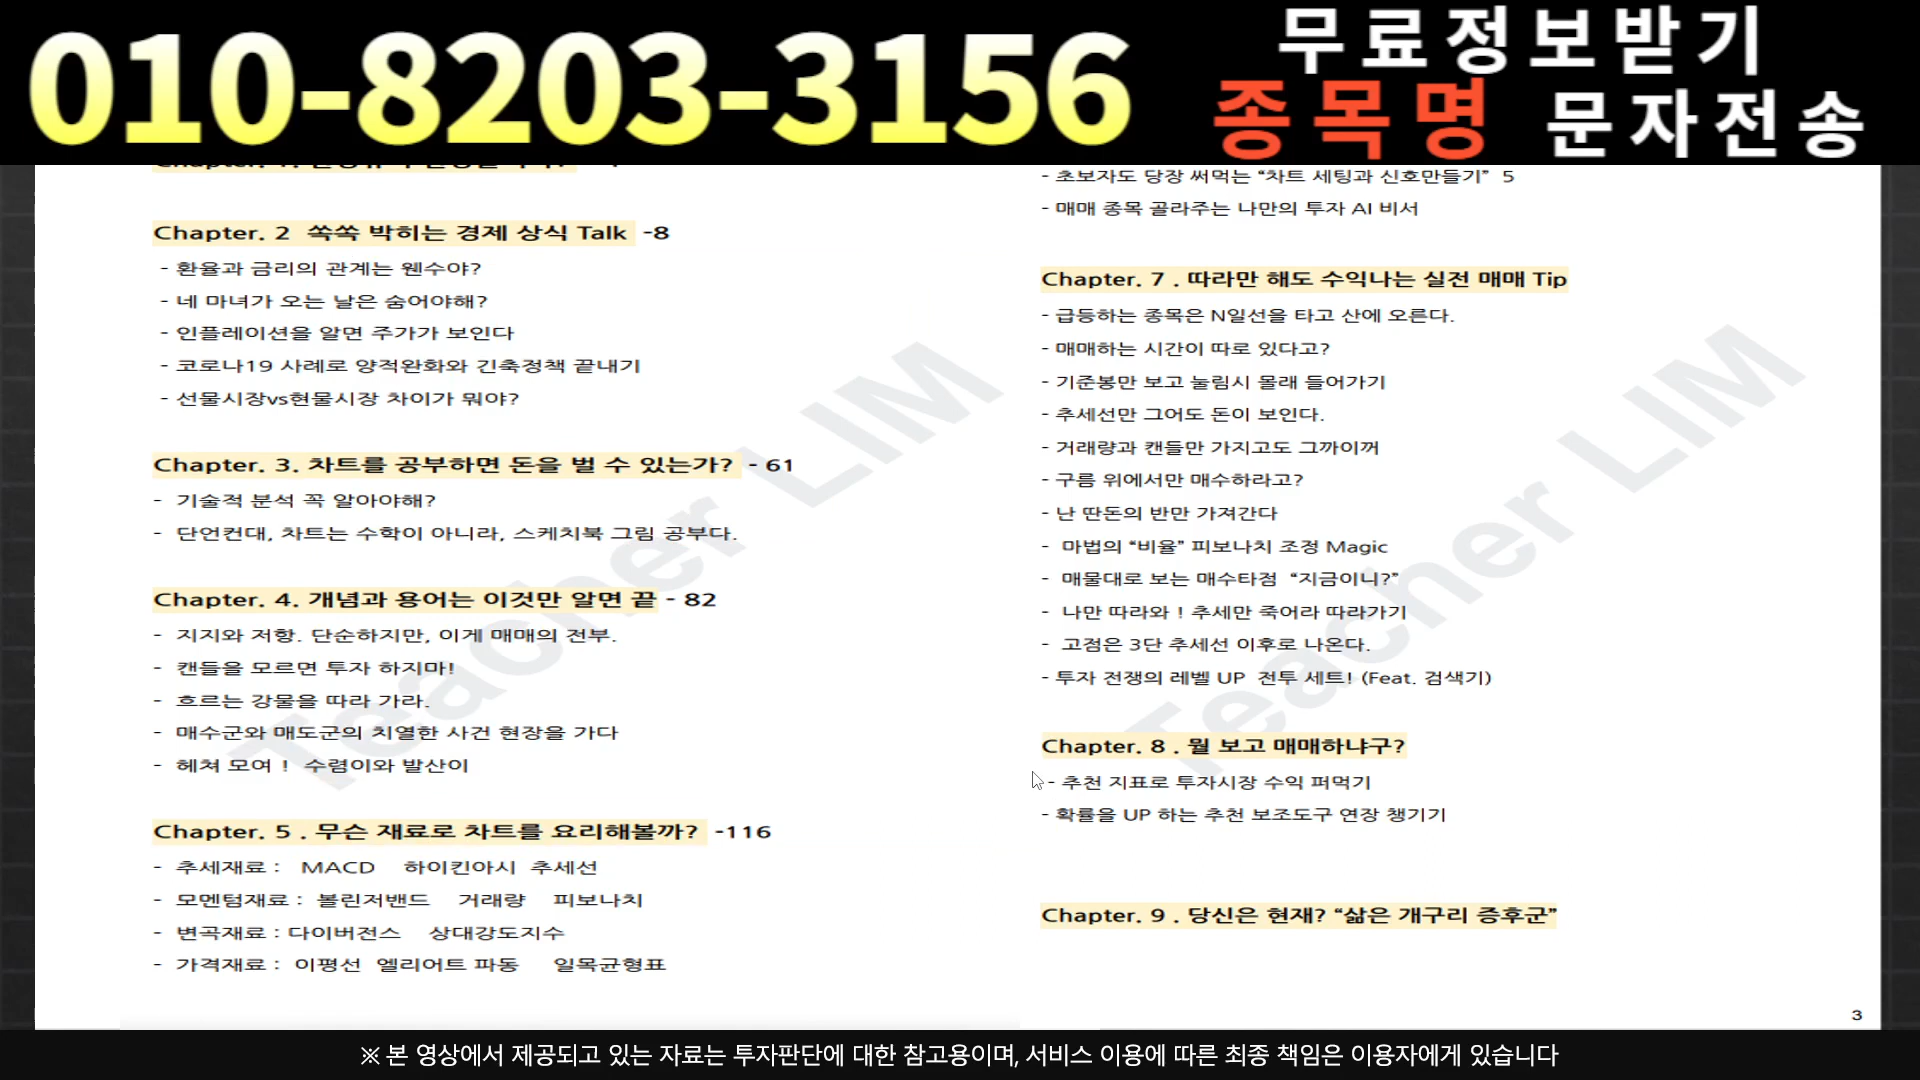 010-8203-3156
무료정보받기
종목명 문자전송
Chapter. 2 쏙쏙 박히는 경제 상식 Talk -8
- 환율과 금리의 관계는 웬수야?
- 네 마녀가 오는 날은 숨어야해?
- 인플레이션을 알면 주가가 보인다
- 코로나19 사례로 양적완화와 긴축정책 끝내기
- 선물시장vs현물시장 차이가 뭐야?
Chapter. 3. 차트를 공부하면 돈을 벌 수 있는가? - 61
- 기술적 분석 꼭 알아야해?
- 단언컨대, 차트는 수학이 아니라, 스케치북 그림 공부다.
Chapter. 4. 개념과 용어는 이것만 알면 끝 - 82
- 지지와 저항. 단순하지만, 이게 매매의 전부.
- 캔들을 모르면 투자 하지마!
- 흐르는 강물을 따라 가라.
- 매수군와 매도군의 치열한 사건 현장을 가다
- 헤쳐 모여 ! 수렴이와 발산이
Chapter. 5 . 무슨 재료로 차트를 요리해볼까? -116
- 추세재료 : MACD 하이킨아시 추세선
- 모멘텀재료 : 볼린저밴드 거래량 피보나치
- 변곡재료 : 다이버전스 상대강도지수
- 가격재료 : 이평선 엘리어트 파동 일목균형표
- 초보자도 당장 써먹는 “차트 세팅과 신호만들기” 5
- 매매 종목 골라주는 나만의 투자 AI 비서
Chapter. 7 . 따라만 해도 수익나는 실전 매매 Tip
- 급등하는 종목은 N일선을 타고 산에 오른다.
- 매매하는 시간이 따로 있다고?
- 기준봉만 보고 눌림시 몰래 들어가기
- 추세선만 그어도 돈이 보인다.
- 거래량과 캔들만 가지고도 그까이꺼
- 구름 위에서만 매수하라고?
- 난 딴돈의 반만 가져간다
- 마법의 “비율” 피보나치 조정 Magic
- 매물대로 보는 매수타점 “지금이니?”
- 나만 따라와 ! 추세만 죽어라 따라가기
- 고점은 3단 추세선 이후로 나온다.
- 투자 전쟁의 레벨 UP 전투 세트! (Feat. 검색기)
Chapter. 8 . 뭘 보고 매매하냐구?
- 추천 지표로 투자시장 수익 퍼먹기
- 확률을 UP 하는 추천 보조도구 연장 챙기기
Chapter. 9 . 당신은 현재? “삶은 개구리 증후군”
Teacher LIM
Teacher LIM
3
※ 본 영상에서 제공되고 있는 자료는 투자판단에 대한 참고용이며, 서비스 이용에 따른 최종 책임은 이용자에게 있습니다